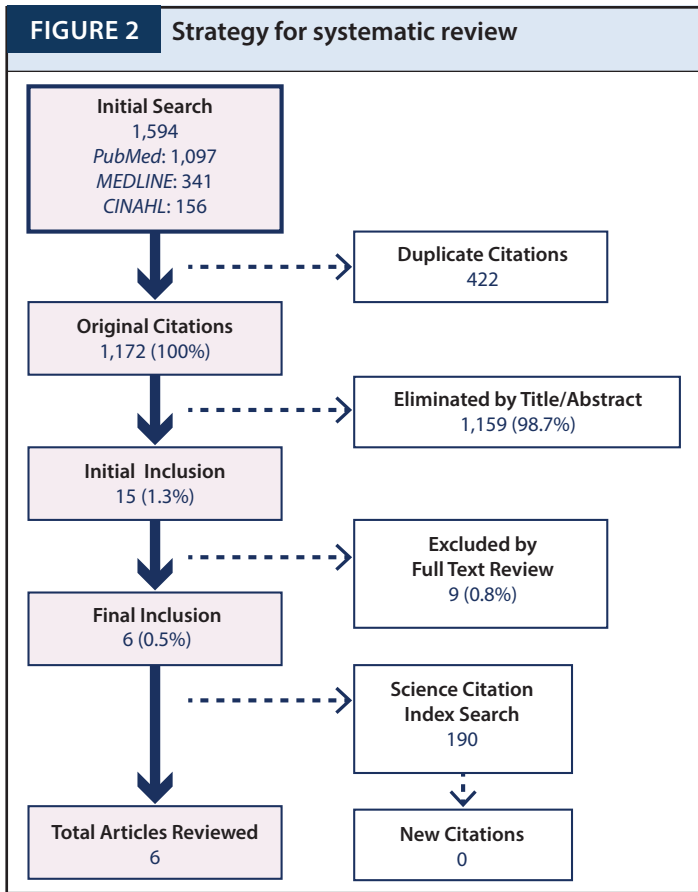 FIGURE 2 Strategy for systematic review
Initial Search
1,594
PubMed: 1,097
MEDLINE: 341
CINAHL: 156
Duplicate Citations
422
Original Citations
1,172 (100%)
Eliminated by Title/Abstract
1,159 (98.7%)
Initial Inclusion
15 (1.3%)
Excluded by
Full Text Review
9 (0.8%)
Final Inclusion
6 (0.5%)
Science Citation
Index Search
190
Total Articles Reviewed
6
New Citations
0